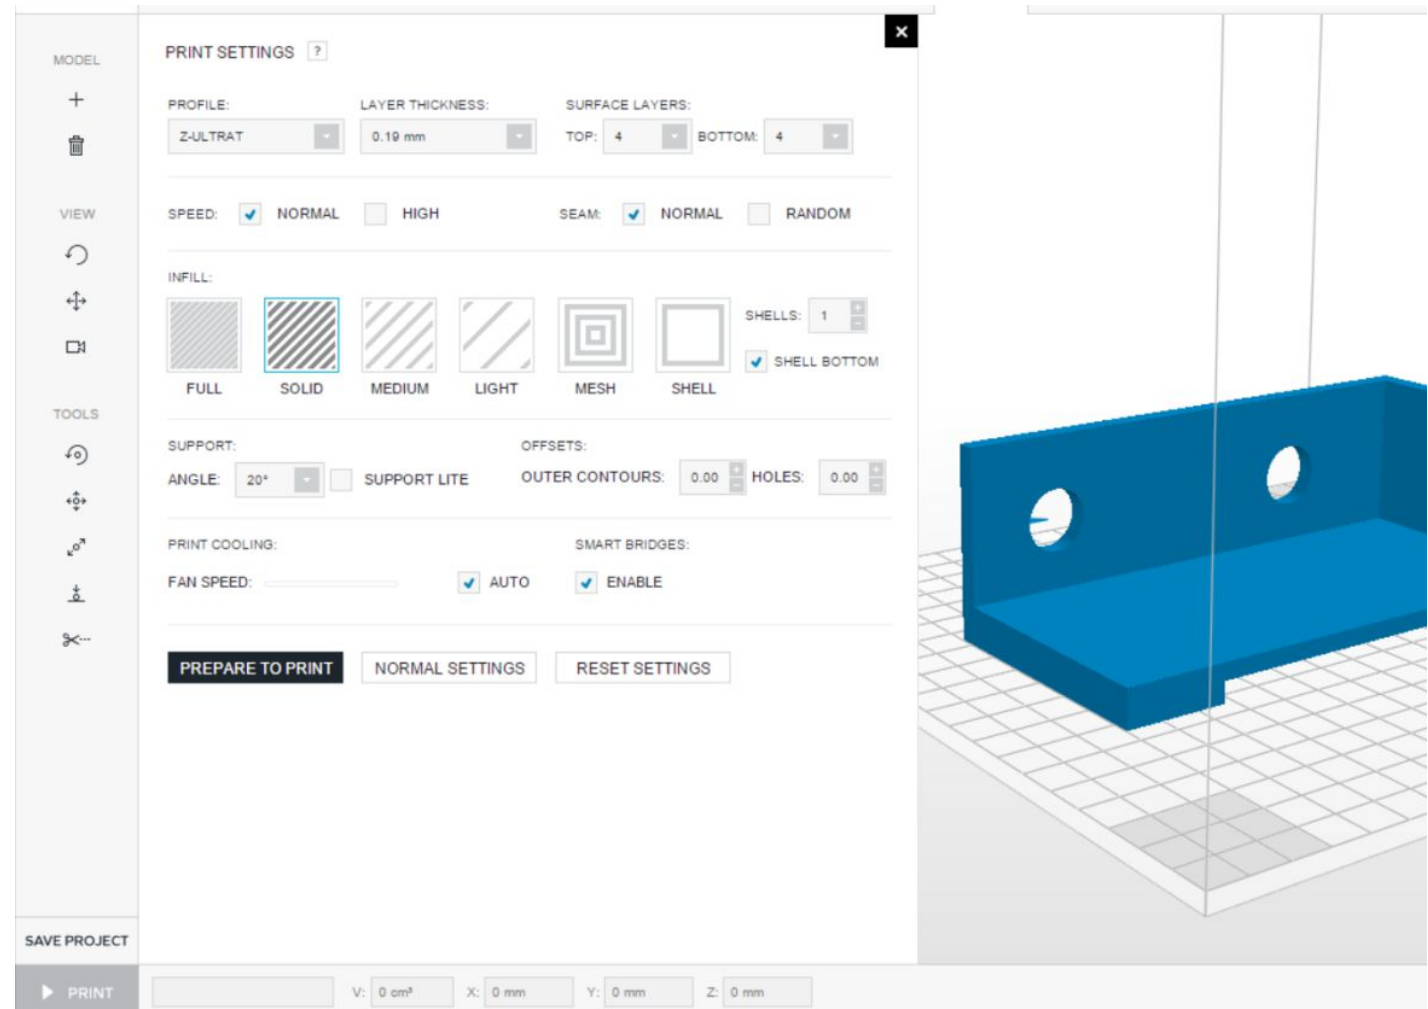 MODEL
VIEW
TOOLS
SAVE PROJECT
PRINT
PRINT SETTINGS ?
PROFILE: LAYER THICKNESS: SURFACE LAYERS:
Z-ULTRAT 0.19 mm TOP: 4 BOTTOM: 4
SPEED: NORMAL HIGH SEAM: NORMAL RANDOM
INFILL:
SHELLS: 1
SHELL BOTTOM
FULL SOLID MEDIUM LIGHT MESH SHELL
SUPPORT: OFFSETS:
ANGLE: 20° SUPPORT LITE OUTER CONTOURS: 0.00 HOLES: 0.00
PRINT COOLING: SMART BRIDGES:
FAN SPEED: AUTO ENABLE
PREPARE TO PRINT NORMAL SETTINGS RESET SETTINGS
V: 0 cm³ X: 0 mm Y: 0 mm Z: 0 mm